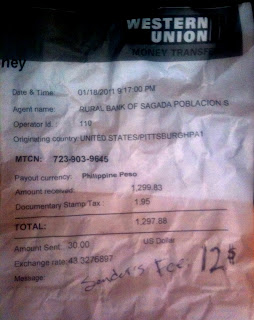 WESTERN
UNION
MONEY TRANSFER
ney
Date & Time: 01/18/2011 9:17:00 PM
Agent name: RURAL BANK OF SAGADA POBLACION S
Operator Id. : 110
Originating country: UNITED STATES/PITTSBURGHPA1
MTCN: 723-903-9645
Payout currency: Philippine Peso
Amount received: 1,299.83
Documentary Stamp Tax : 1.95
TOTAL: 1,297.88
Amount Sent: 30.00 US Dollar
Exchange rate: 43.3276897
Message:
Sender's Fee: 12$